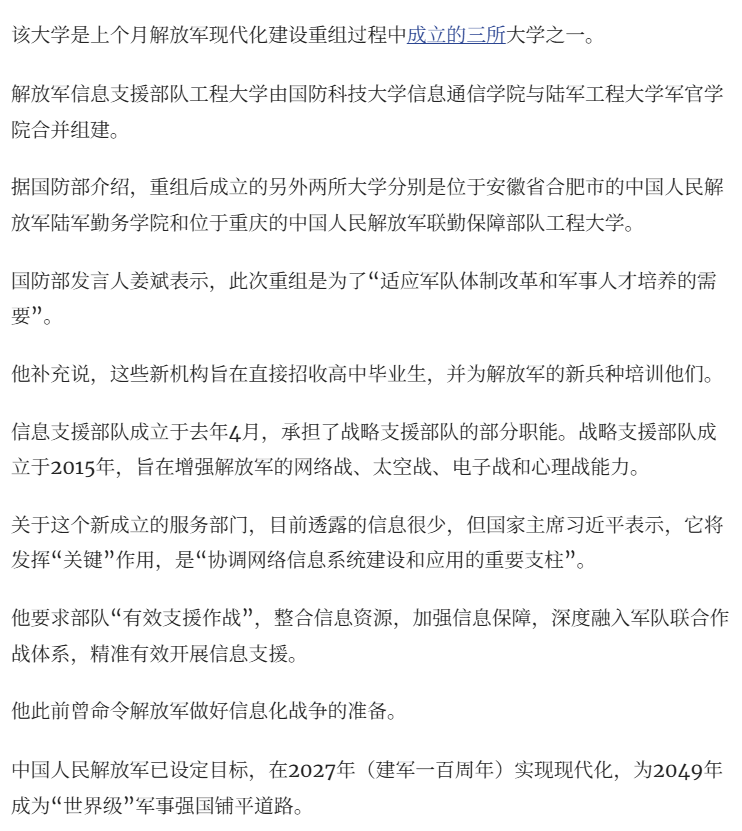 该大学是上个月解放军现代化建设重组过程中成立的三所大学之一。
解放军信息支援部队工程大学由国防科技大学信息通信学院与陆军工程大学军官学
院合并组建。
据国防部介绍，重组后成立的另外两所大学分别是位于安徽省合肥市的中国人民解
放军陆军勤务学院和位于重庆的中国人民解放军联勤保障部队工程大学。
国防部发言人姜斌表示，此次重组是为了“适应军队体制改革和军事人才培养的需
要”。
他补充说，这些新机构旨在直接招收高中毕业生，并为解放军的新兵种培训他们。
信息支援部队成立于去年4月，承担了战略支援部队的部分职能。战略支援部队成
立于2015年，旨在增强解放军的网络战、太空战、电子战和心理战能力。
关于这个新成立的服务部门，目前透露的信息很少，但国家主席习近平表示，它将
发挥“关键”作用，是“协调网络信息系统建设和应用的重要支柱”。
他要求部队“有效支援作战”，整合信息资源，加强信息保障，深度融入军队联合作
战体系，精准有效开展信息支援。
他此前曾命令解放军做好信息化战争的准备。
中国人民解放军已设定目标，在2027年（建军一百周年）实现现代化，为2049年
成为“世界级”军事强国铺平道路。